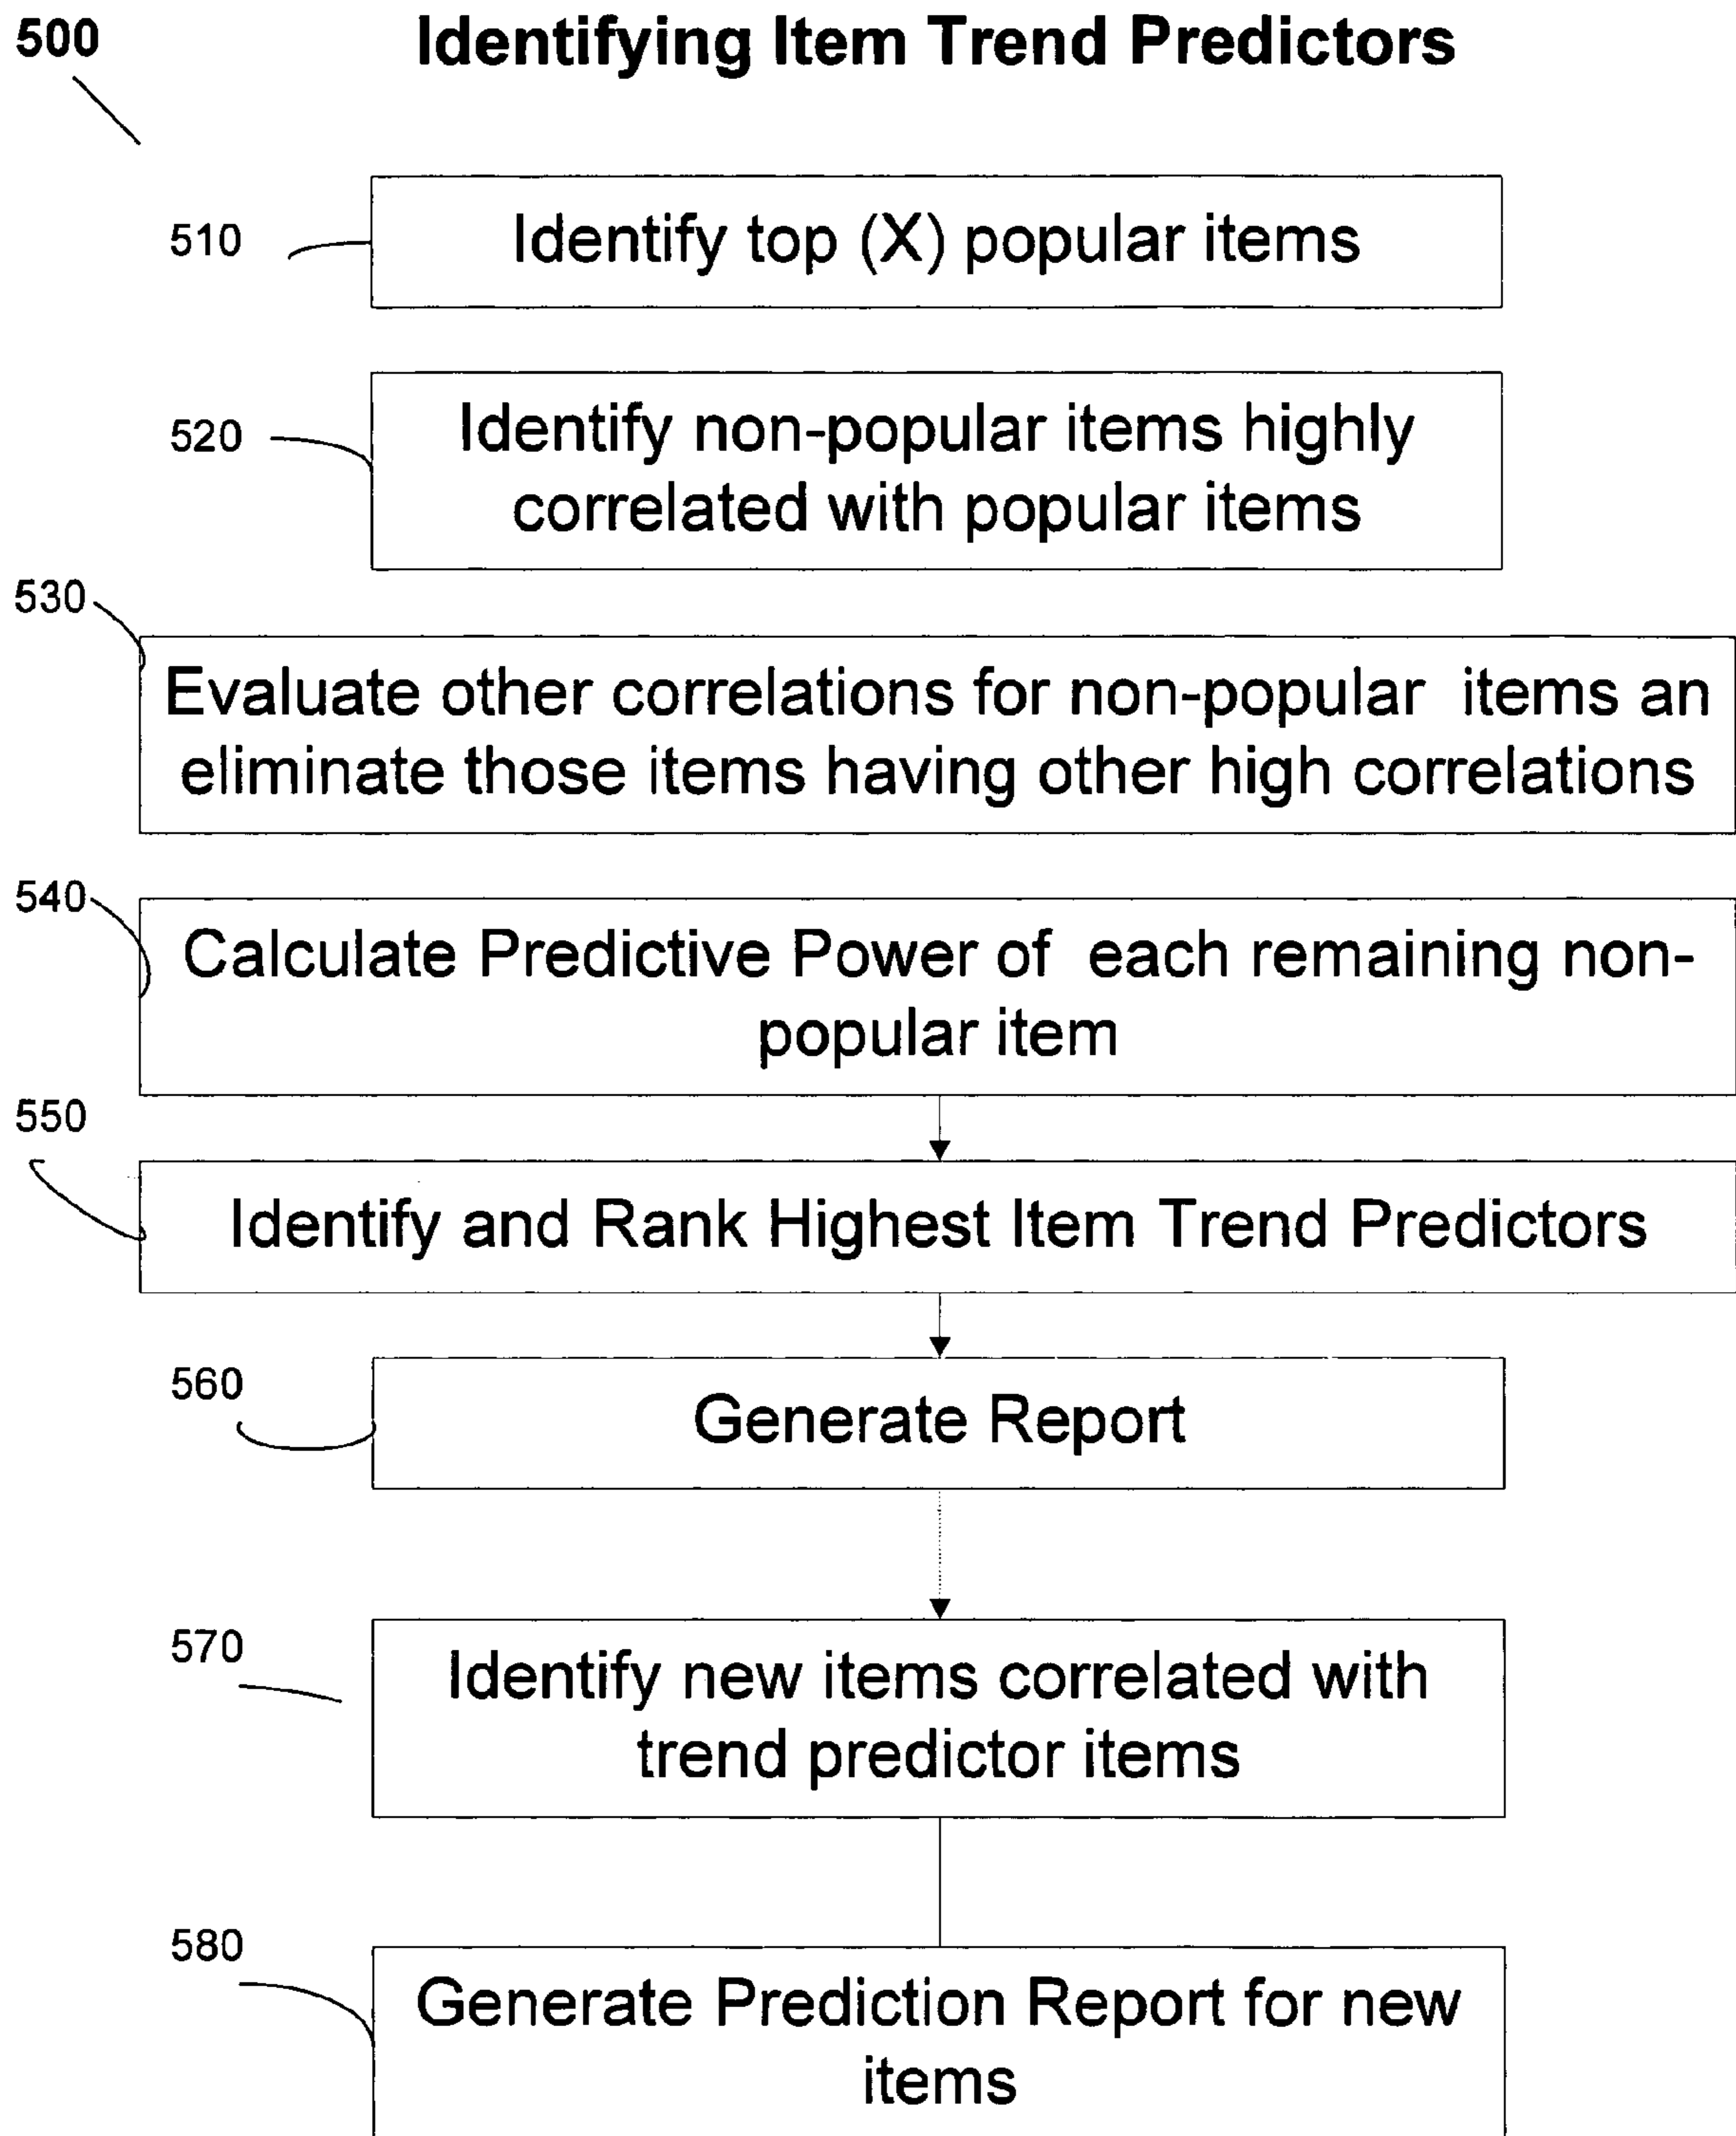 500
Identifying Item Trend Predictors
510
Identify top (X) popular items
520
Identify non-popular items highly
correlated with popular items
530
Evaluate other correlations for non-popular items an
eliminate those items having other high correlations
540
Calculate Predictive Power of each remaining non-
popular item
550
Identify and Rank Highest Item Trend Predictors
560
Generate Report
570
Identify new items correlated with
trend predictor items
580
Generate Prediction Report for new
items